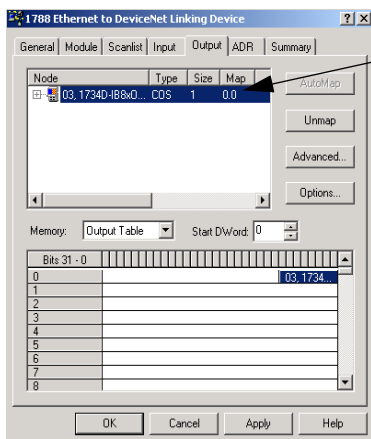 1788 Ethernet to DeviceNet Linking Device
General Module Scanlist Input Output ADR Summary
Node Type Size Map
03, 1734D-IB8xO... COS 1 0.0
AutoMap
Unmap
Advanced...
Options...
Memory: Output Table Start DWord: 0
Bits 31 - 0
0 03, 1734...
1
2
3
4
5
6
7
8
OK Cancel Apply Help